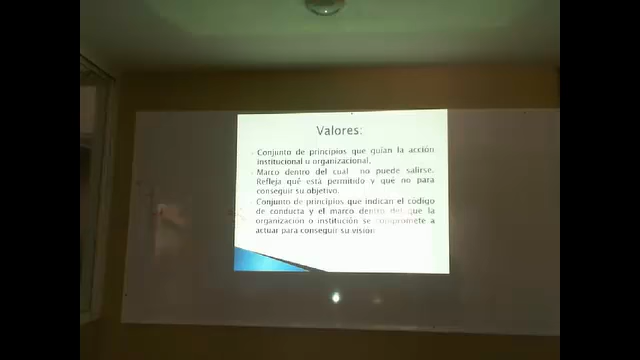 Valores:
Conjunto de principios que guían la acción
institucional u organizacional.
Marco dentro del cual no puede salirse.
Refleja qué está permitido y qué no para
conseguir su objetivo.
Conjunto de principios que indican el código
de conducta y el marco dentro del que la
organización o institución se compromete a
actuar para conseguir su visión